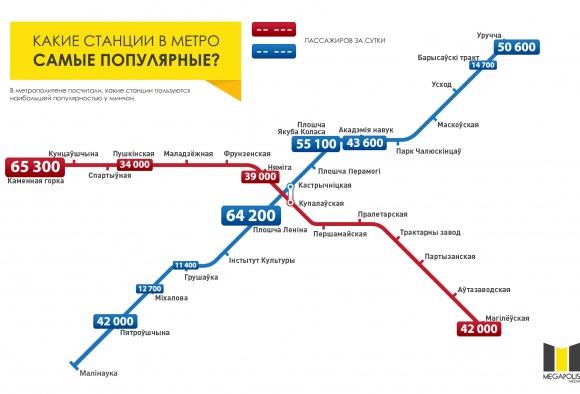 КАКИЕ СТАНЦИИ В МЕТРО
САМЫЕ ПОПУЛЯРНЫЕ?
В метрополитене посчитали, какие станции пользуются
наибольшей популярностью у минчан.
ПАССАЖИРОВ ЗА СУТКИ
Уручча
50 600
Барысаўскі тракт
14 700
Усход
Маскоўская
Парк Чалюскінцаў
Акадэмія навук
43 600
Плошча
Якуба Коласа
55 100
Плошча Перамогі
Кастрычніцкая
Купалаўская
64 200
Плошча Леніна
Інстытут Культуры
11 400
Грушаўка
12 700
Міхалова
42 000
Пятроўшчына
Малінаўка
65 300
Каменная горка
Кунцаўшчына
Спартыўная
Пушкінская
34 000
Маладзёжная
Фрунзенская
Няміга
39 000
Першамайская
Пралетарская
Трактарны завод
Партызанская
Аўтазаводская
Магілёўская
42 000
MEGAPOLIS
MEDIA